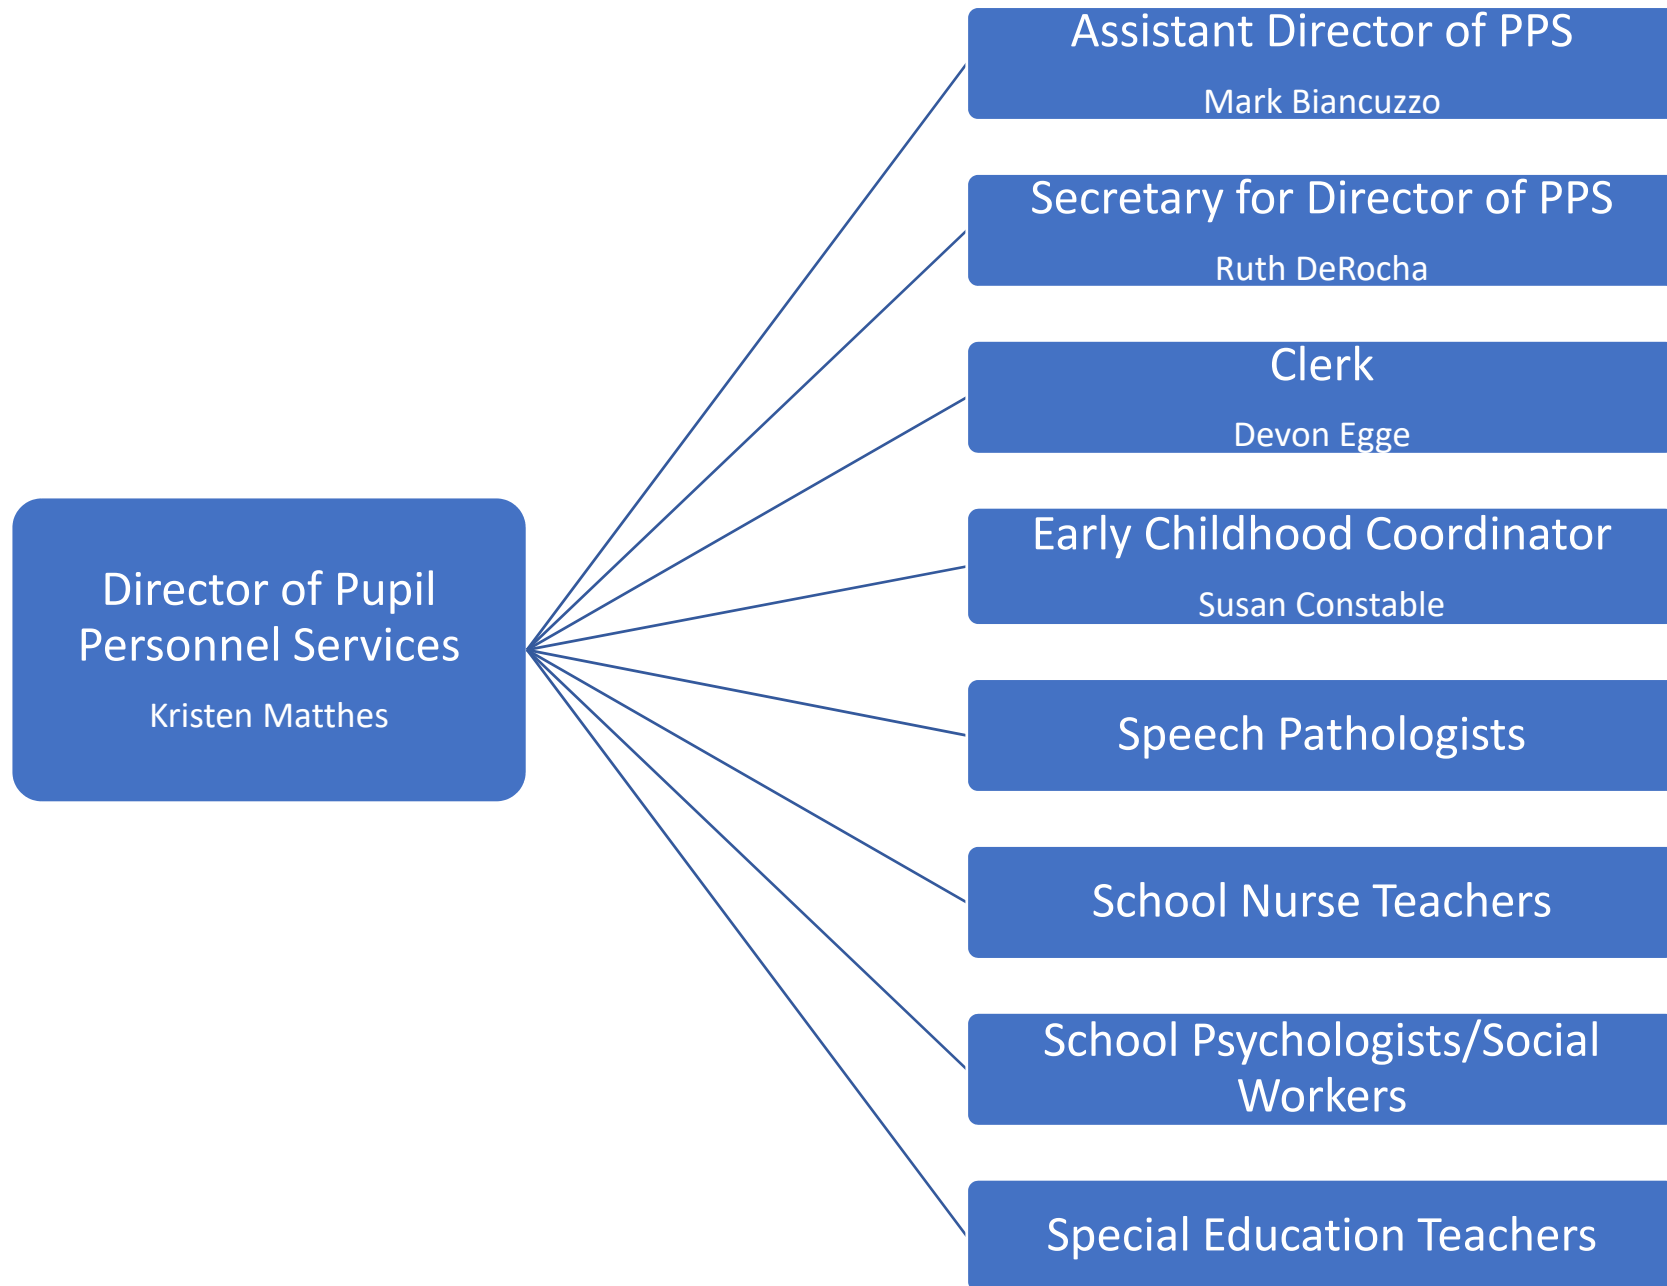 Assistant Director of PPS
Mark Biancuzzo
Secretary for Director of PPS
Ruth DeRocha
Clerk
Devon Egge
Director of Pupil
Personnel Services
Kristen Matthes
Early Childhood Coordinator
Susan Constable
Speech Pathologists
School Nurse Teachers
School Psychologists/Social
Workers
Special Education Teachers